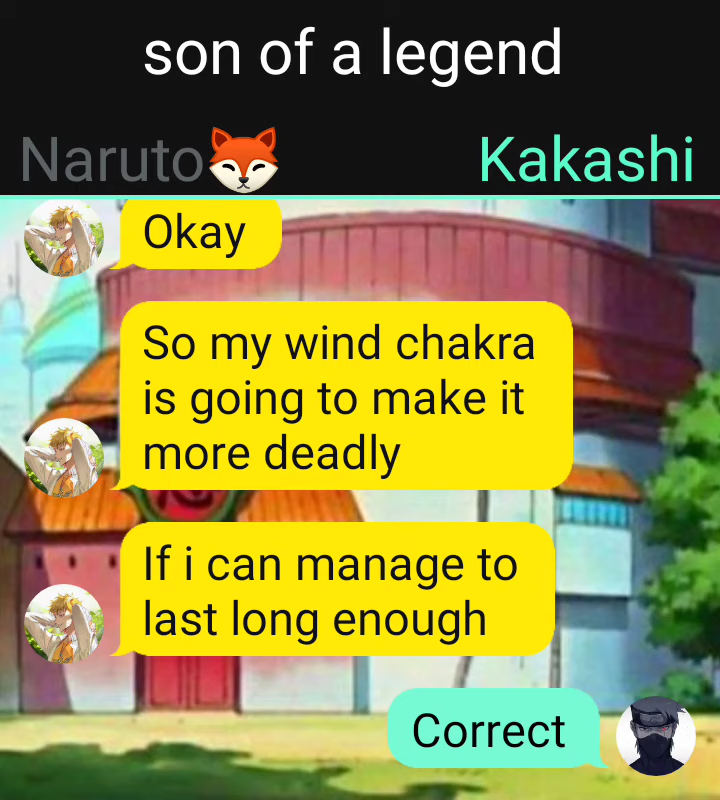 son of a legend
Naruto🦊
Kakashi
Okay
So my wind chakra
is going to make it
more deadly
If i can manage to
last long enough
Correct